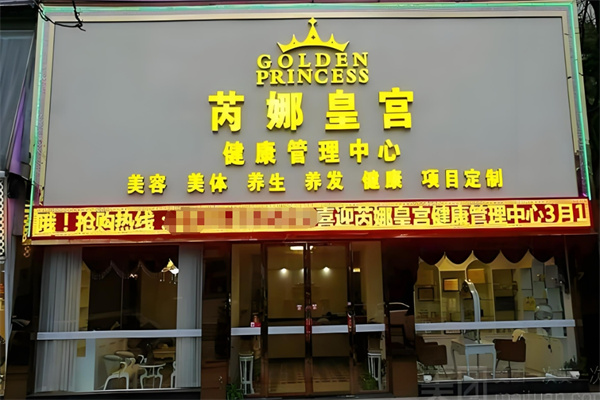 GOLDEN
PRINCESS
芮娜皇宫
健康管理中心
美容 美体 养生 养发 健康 项目定制
哦！抢购热线：喜迎芮娜皇宫健康管理中心3月1